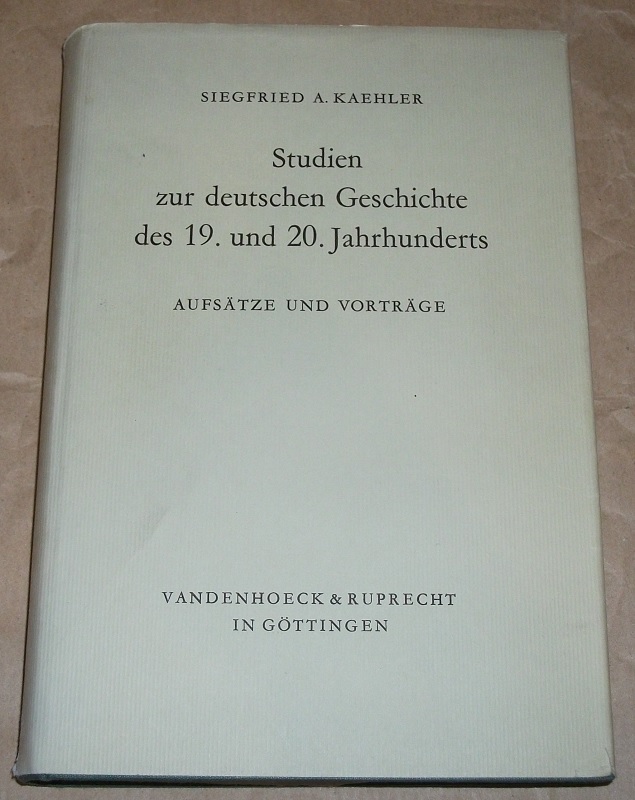 SIEGFRIED A. KAEHLER
Studien
zur deutschen Geschichte
des 19. und 20. Jahrhunderts
AUFSÄTZE UND VORTRÄGE
VANDENHOECK & RUPRECHT
IN GÖTTINGEN